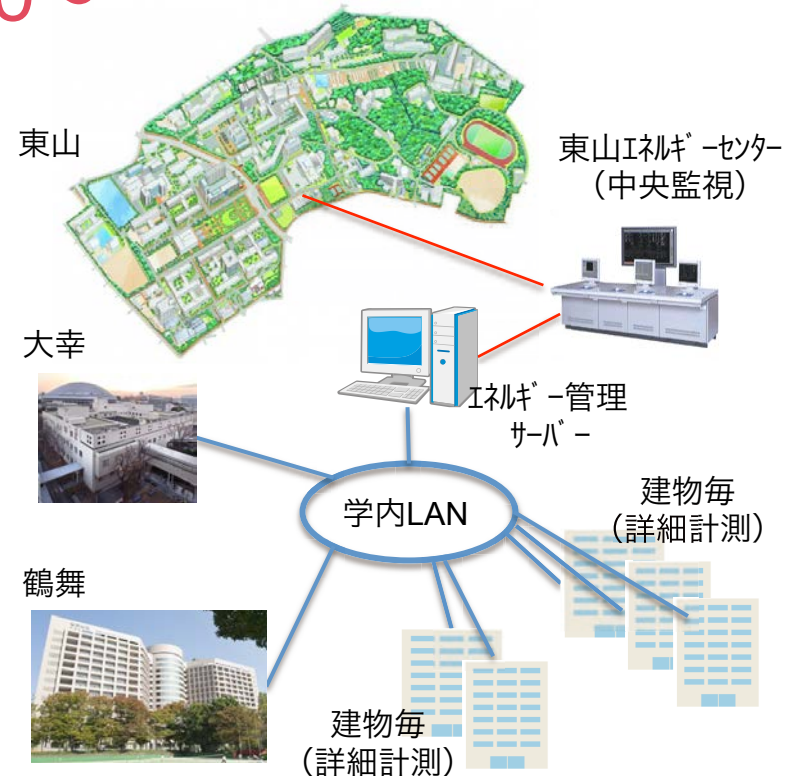 東山
東山ｴﾈﾙｷﾞｰｾﾝﾀｰ
（中央監視）
大幸
ｴﾈﾙｷﾞｰ管理
ｻｰﾊﾞｰ
学内LAN
建物毎
（詳細計測）
鶴舞
建物毎
（詳細計測）